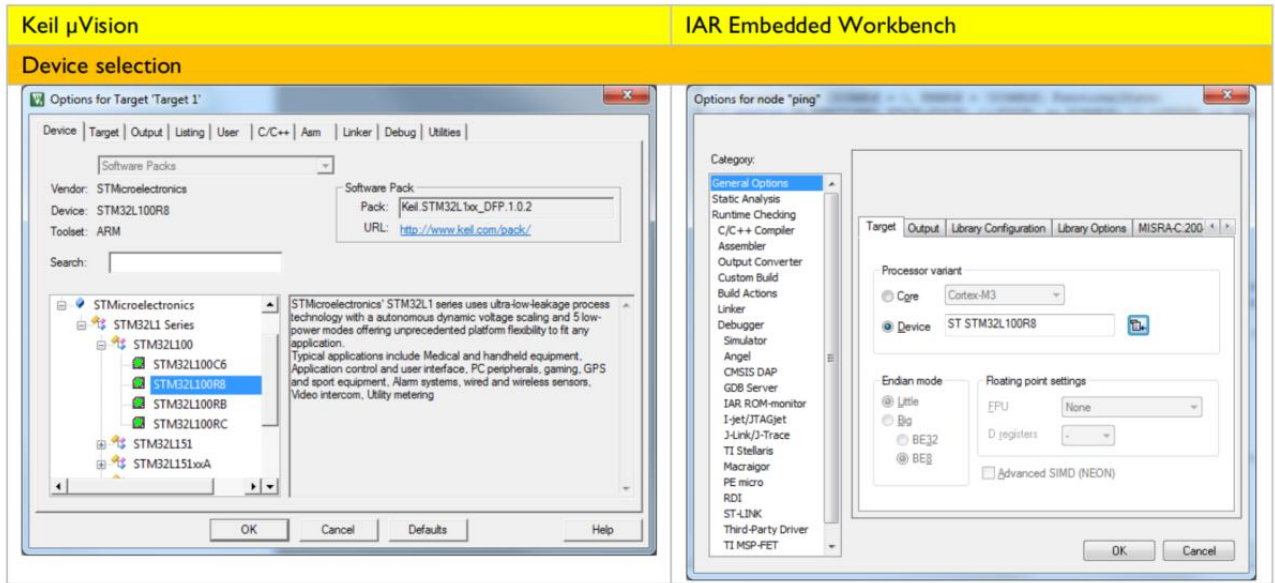 Keil µVision
IAR Embedded Workbench
Device selection
Options for Target 'Target 1'
Device Target Output Listing User C/C++ Asm Linker Debug Utilities
Software Packs
Vendor: STMicroelectronics
Device: STM32L100R8
Toolset: ARM
Software Pack
Pack: Keil.STM32L1xx_DFP.1.0.2
URL: http://www.keil.com/pack/
Search:
STMicroelectronics
STM32L1 Series
STM32L100
STM32L100C6
STM32L100R8
STM32L100RB
STM32L100RC
STM32L151
STM32L151xxA
STMicroelectronics' STM32L1 series uses ultra-low-leakage process
technology with a autonomous dynamic voltage scaling and 5 low-
power modes offering unprecedented platform flexibility to fit any
application.
Typical applications include Medical and handheld equipment,
Application control and user interface, PC peripherals, gaming, GPS
and sport equipment, Alarm systems, wired and wireless sensors,
Video intercom, Utility metering
OK Cancel Defaults Help
Options for node "ping"
Category:
General Options
Static Analysis
Runtime Checking
C/C++ Compiler
Assembler
Output Converter
Custom Build
Build Actions
Linker
Debugger
Simulator
Angel
CMSIS DAP
GDB Server
IAR ROM-monitor
I-jet/JTAGjet
J-Link/J-Trace
TI Stellaris
Macraigor
PE micro
RDI
ST-LINK
Third-Party Driver
TI MSP-FET
Target Output Library Configuration Library Options MISRA-C:200
Processor variant
Core Cortex-M3
Device ST STM32L100R8
Endian mode
Little
Big
BE32
BE8
Floating point settings
FPU None
D registers -
Advanced SIMD (NEON)
OK Cancel